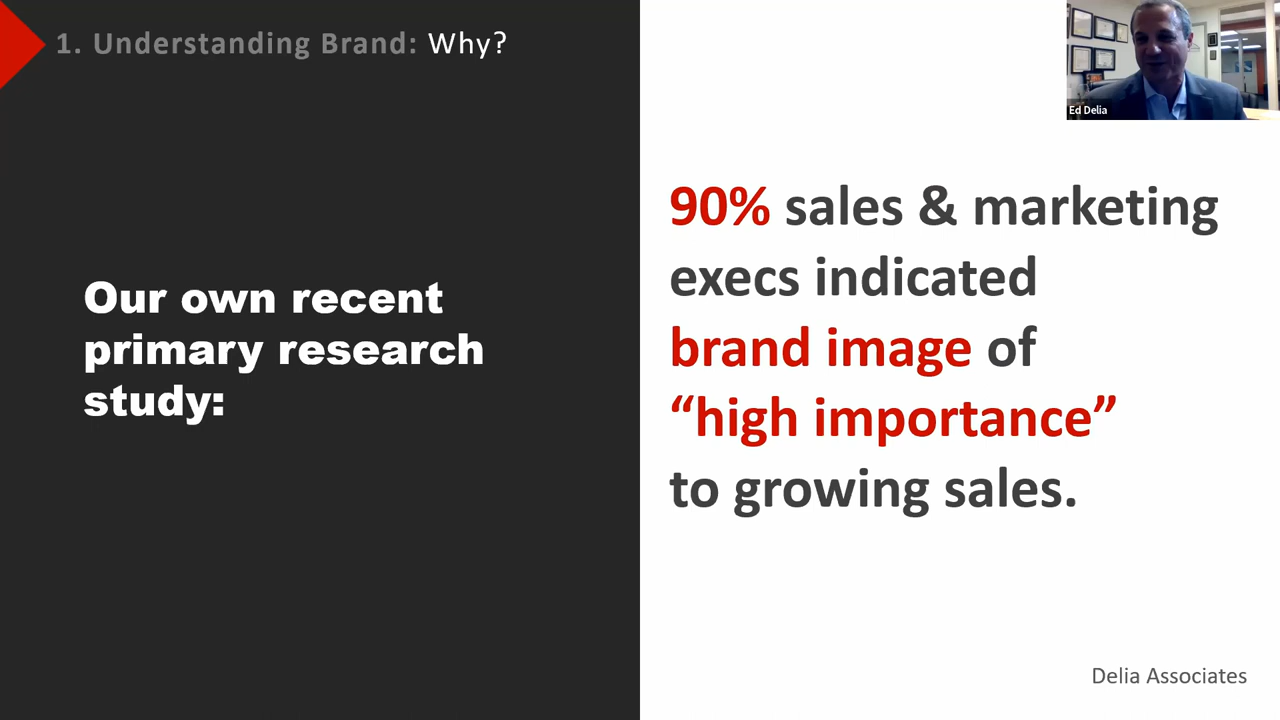 1. Understanding Brand: Why?
Ed Delia
Our own recent
primary research
study:
90% sales & marketing
execs indicated
brand image of
“high importance”
to growing sales.
Delia Associates